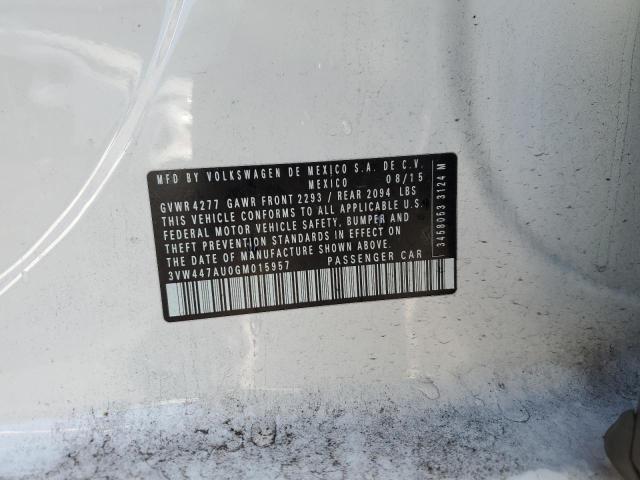 MFD BY VOLKSWAGEN DE MEXICO S.A. DE C.V.
MEXICO 08/15
GVWR 4277 GAWR FRONT 2293 / REAR 2094 LBS
THIS VEHICLE CONFORMS TO ALL APPLICABLE U.S.
FEDERAL MOTOR VEHICLE SAFETY, BUMPER AND
THEFT PREVENTION STANDARDS IN EFFECT ON
THE DATE OF MANUFACTURE SHOWN ABOVE.
3VW447AU0GM015957 PASSENGER CAR
3458053 3124 M